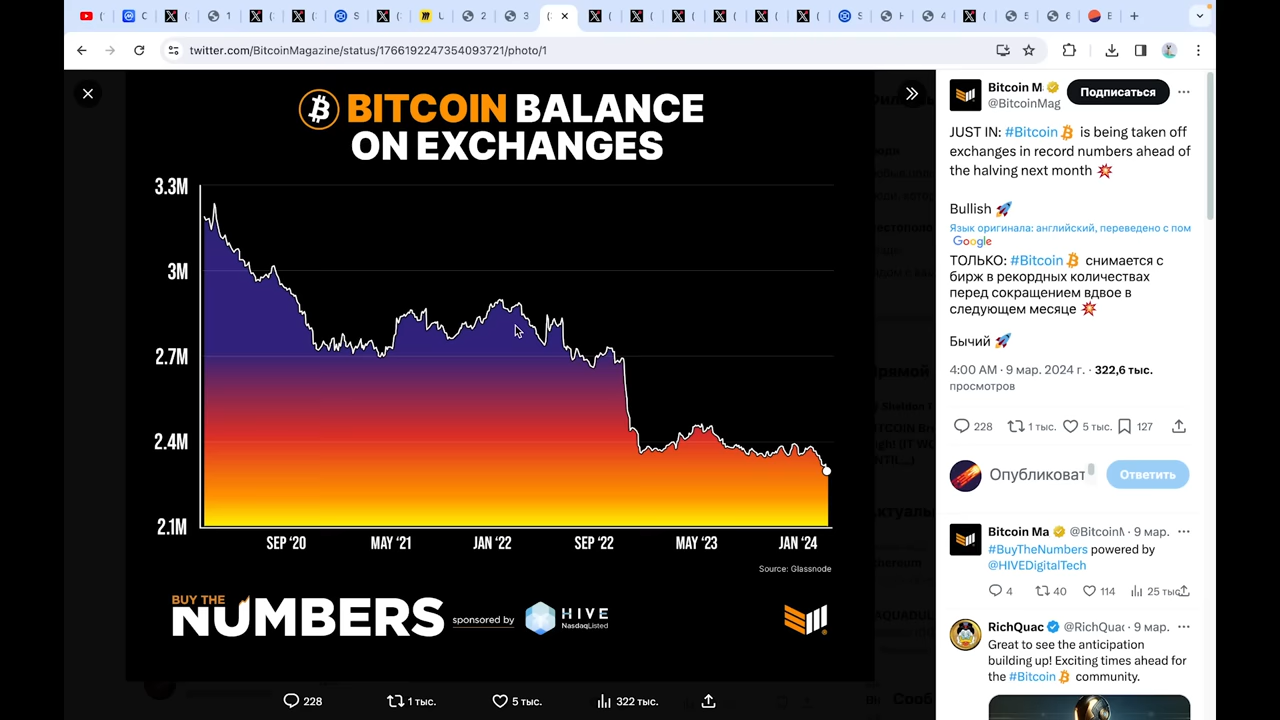 twitter.com/BitcoinMagazine/status/1766192247354093721/photo/1
BITCOIN BALANCE
ON EXCHANGES
3.3M
3M
2.7M
2.4M
2.1M
SEP '20
MAY '21
JAN '22
SEP '22
MAY '23
JAN '24
Source: Glassnode
BUY THE
NUMBERS
sponsored by
HIVE
Nasdaq Listed
228
1 тыс.
5 тыс.
322 тыс.
Bitcoin M
@BitcoinMag
Подписаться
JUST IN: #Bitcoin is being taken off
exchanges in record numbers ahead of
the halving next month 💥
Bullish 🚀
Язык оригинала: английский, переведено с пом
Google
ТОЛЬКО: #Bitcoin снимается с
бирж в рекордных количествах
перед сокращением вдвое в
следующем месяце 💥
Бычий 🚀
4:00 AM · 9 мар. 2024 г. · 322,6 тыс.
просмотров
228 1 тыс. 5 тыс. 127
Опубликоват
Ответить
Bitcoin Ma @BitcoinM · 9 мар.
#BuyTheNumbers powered by
@HIVEDigitalTech
4 40 114 25 тыс
RichQuac @RichQuac · 9 мар.
Great to see the anticipation
building up! Exciting times ahead for
the #Bitcoin community.